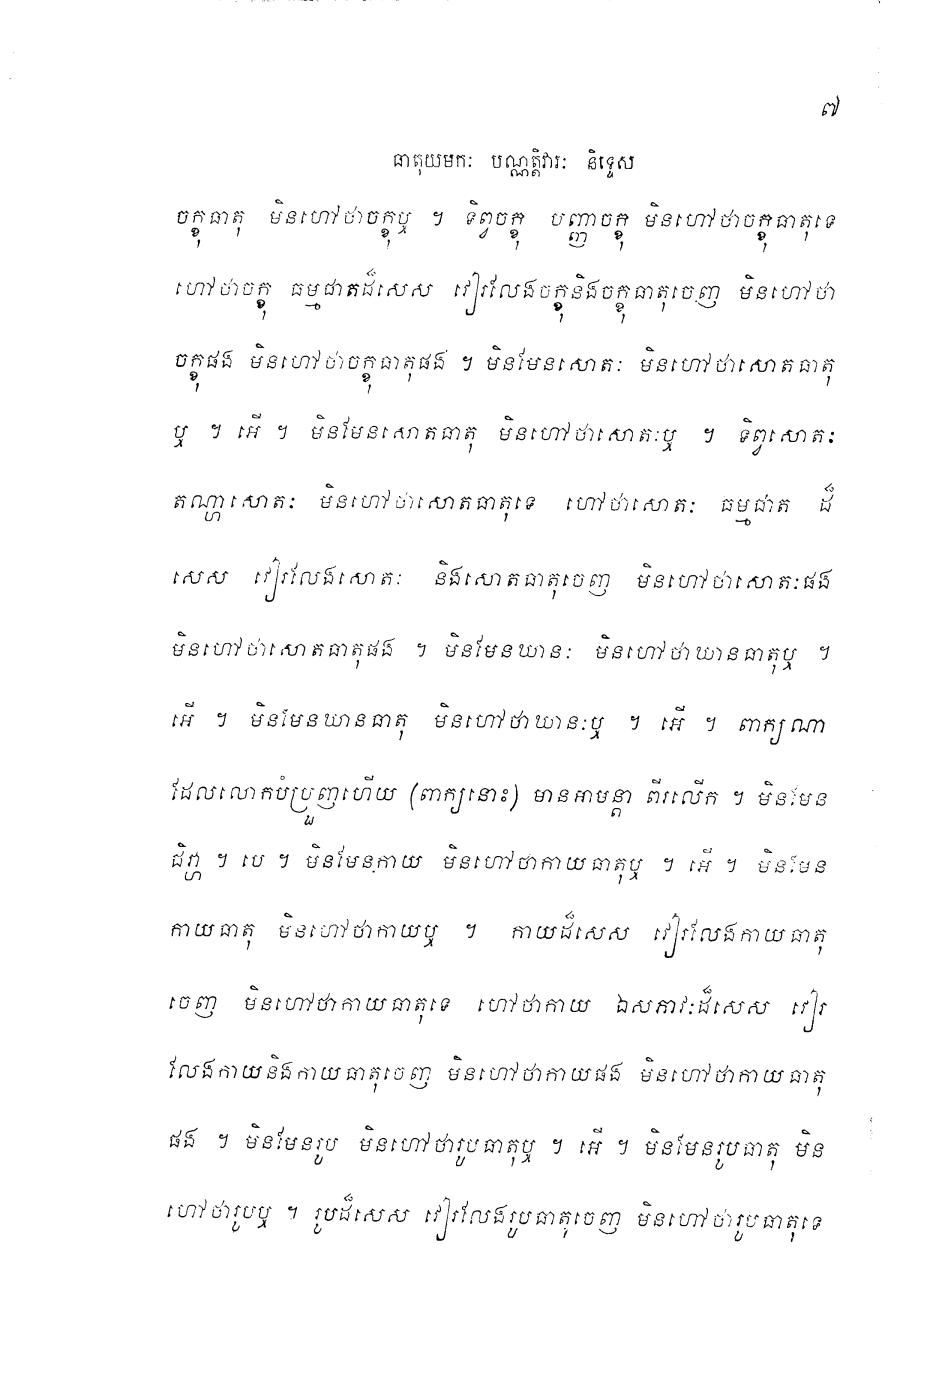 ៧
ធាតុយមកៈ បណ្ណត្តិវារៈ និទ្ទេស
ចក្ខុធាតុ មិនហៅថាចក្ខុឬ ។ ទិព្វចក្ខុ បញ្ញាចក្ខុ មិនហៅថាចក្ខុធាតុទេ
ហៅថាចក្ខុ ធម្មជាតដ៏សេស វៀរលែងចក្ខុនិងចក្ខុធាតុចេញ មិនហៅថា
ចក្ខុផង មិនហៅថាចក្ខុធាតុផង ។ មិនមែនសោតៈ មិនហៅថាសោតធាតុ
ឬ ។ អើ ។ មិនមែនសោតធាតុ មិនហៅថាសោតៈឬ ។ ទិព្វសោតៈ
តណ្ហាសោតៈ មិនហៅថាសោតធាតុទេ ហៅថាសោតៈ ធម្មជាត ដ៏
សេស វៀរលែងសោតៈ និងសោតធាតុចេញ មិនហៅថាសោតៈផង
មិនហៅថាសោតធាតុផង ។ មិនមែនឃានៈ មិនហៅថាឃានធាតុឬ ។
អើ ។ មិនមែនឃានធាតុ មិនហៅថាឃានៈឬ ។ អើ ។ ពាក្យណា
ដែលលោកបំប្រួញហើយ (ពាក្យនោះ) មានអាមន្តា ពីរលើក ។ មិនមែន
ជិវ្ហា ។ បេ ។ មិនមែនកាយ មិនហៅថាកាយធាតុឬ ។ អើ ។ មិនមែន
កាយធាតុ មិនហៅថាកាយឬ ។ កាយដ៏សេស វៀរលែងកាយធាតុ
ចេញ មិនហៅថាកាយធាតុទេ ហៅថាកាយ ឯសភាវៈដ៏សេស វៀរ
លែងកាយនិងកាយធាតុចេញ មិនហៅថាកាយផង មិនហៅថាកាយធាតុ
ផង ។ មិនមែនរូប មិនហៅថារូបធាតុឬ ។ អើ ។ មិនមែនរូបធាតុ មិន
ហៅថារូបឬ ។ រូបដ៏សេស វៀរលែងរូបធាតុចេញ មិនហៅថារូបធាតុទេ